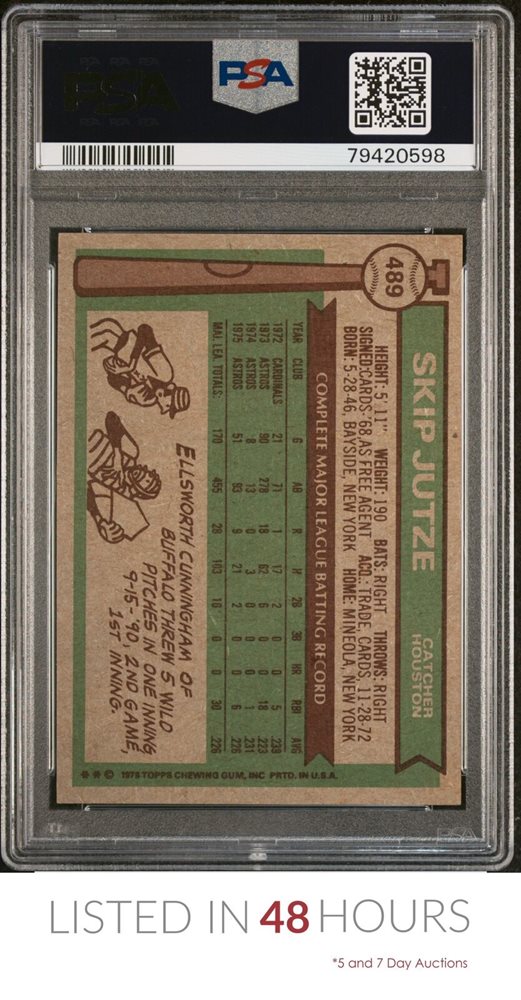 PSA
79420598
489
SKIP JUTZE
CATCHER
HOUSTON
HEIGHT: 5' 11" WEIGHT: 190 BATS: RIGHT THROWS: RIGHT
SIGNED: CARDS-'68, AS FREE AGENT ACQ.: TRADE, CARDS, 11-28-72
BORN: 5-28-46, BAYSIDE, NEW YORK HOME: MINEOLA, NEW YORK
COMPLETE MAJOR LEAGUE BATTING RECORD
YEAR CLUB G AB R H 2B 3B HR RBI AVG
1972 CARDINALS 21 71 1 17 2 0 0 5 .239
1973 ASTROS 90 278 18 62 6 0 0 18 .223
1974 ASTROS 8 13 0 3 0 0 0 1 .231
1975 ASTROS 51 93 9 21 2 0 0 6 .226
MAJ. LEA. TOTALS: 170 455 28 103 10 0 0 30 .226
ELLSWORTH CUNNINGHAM OF
BUFFALO THREW 5 WILD
PITCHES IN ONE INNING
9-15-'90, 2ND GAME,
1ST INNING.
** © 1976 TOPPS CHEWING GUM, INC PRTD. IN U.S.A.
PSA
LISTED IN 48 HOURS
*5 and 7 Day Auctions